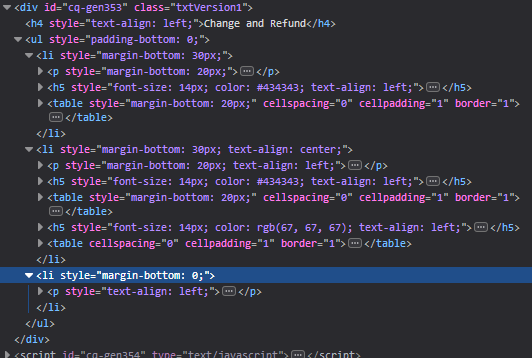 <div id="cq-gen353" class="txtVersion1">
<h4 style="text-align: left;">Change and Refund</h4>
<ul style="padding-bottom: 0;">
<li style="margin-bottom: 30px;">
<p style="margin-bottom: 20px;">…</p>
<h5 style="font-size: 14px; color: #434343; text-align: left;">…</h5>
<table style="margin-bottom: 20px;" cellspacing="0" cellpadding="1" border="1">
…</table>
</li>
<li style="margin-bottom: 30px; text-align: center;">
<p style="margin-bottom: 20px; text-align: left;">…</p>
<h5 style="font-size: 14px; color: #434343; text-align: left;">…</h5>
<table style="margin-bottom: 20px;" cellspacing="0" cellpadding="1" border="1">
…</table>
<h5 style="font-size: 14px; color: rgb(67, 67, 67); text-align: left;">…</h5>
<table cellspacing="0" cellpadding="1" border="1">…</table>
</li>
<li style="margin-bottom: 0;">
<p style="text-align: left;">…</p>
</li>
</ul>
</div>
<script id="cq-gen354" type="text/javascript">…</script>